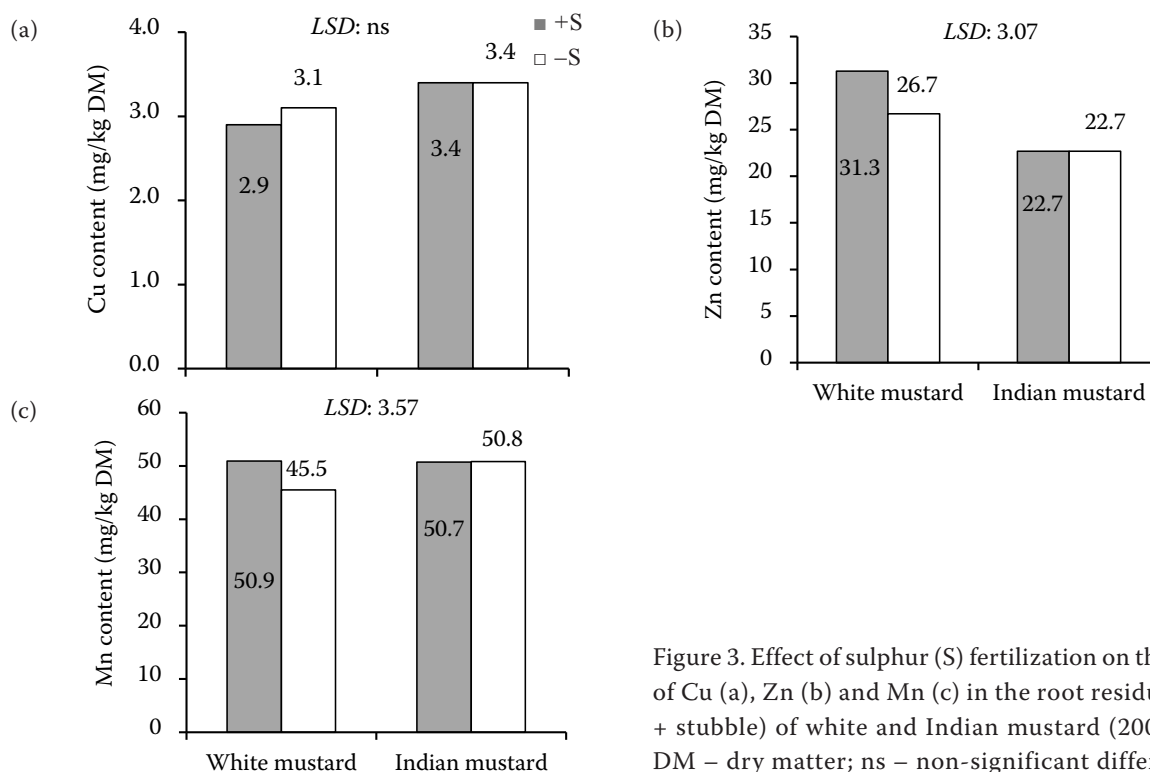 (a)
LSD: ns
+S
–S
Cu content (mg/kg DM)
4.0
3.0
2.0
1.0
0.0
2.9
3.1
3.4
3.4
(b)
LSD: 3.07
Zn content (mg/kg DM)
35
30
25
20
15
10
5
0
31.3
26.7
22.7
22.7
White mustard
Indian mustard
(c)
LSD: 3.57
Mn content (mg/kg DM)
60
50
40
30
20
10
0
50.9
45.5
50.7
50.8
White mustard
Indian mustard
Figure 3. Effect of sulphur (S) fertilization on th
of Cu (a), Zn (b) and Mn (c) in the root residu
+ stubble) of white and Indian mustard (200
DM – dry matter; ns – non-significant differ